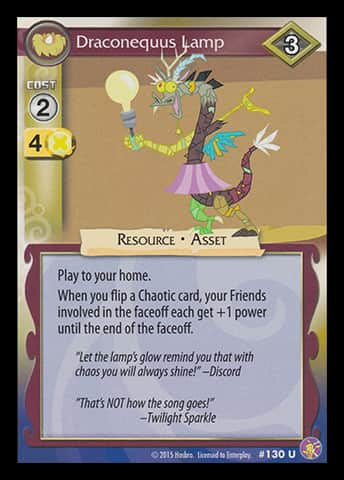 Draconequus Lamp
3
COST
2
4
RESOURCE • ASSET
Play to your home.
When you flip a Chaotic card, your Friends
involved in the faceoff each get +1 power
until the end of the faceoff.
"Let the lamp's glow remind you that with
chaos you will always shine!" –Discord
"That's NOT how the song goes!"
–Twilight Sparkle
© 2015 Hasbro. Licensed to Enterplay. #130 U